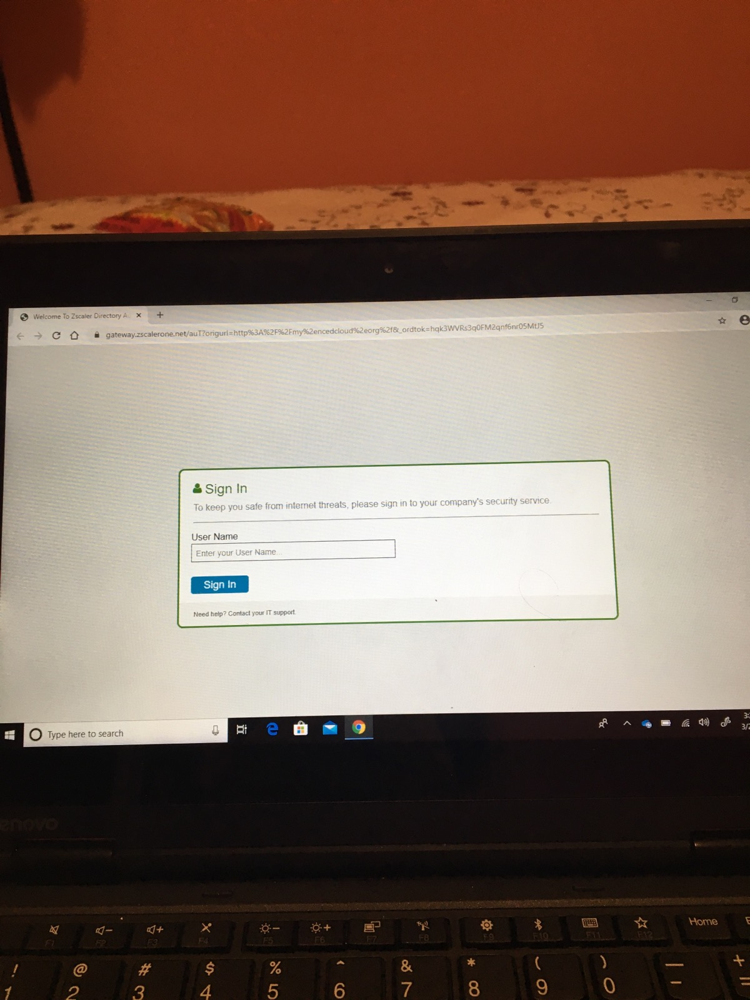 Welcome To Zscaler Directory A..
gateway.zscalerone.net/auT?origurl=http%3A%2F%2Fmy%2encedcloud%2eorg%2f&_ordtok=hqk3WVRs3q0FM2qnf6nr05MtJ5
Sign In
To keep you safe from internet threats, please sign in to your company's security service.
User Name
Enter your User Name...
Sign In
Need help? Contact your IT support.
Type here to search
3:
3/2
enovo
F1 F2 F3 F4 F5 F6 F7 F8 F9 F10 F11 F12 Home E
! @ # $ % ^ & * ( ) — +
1 2 3 4 5 6 7 8 9 0 - =